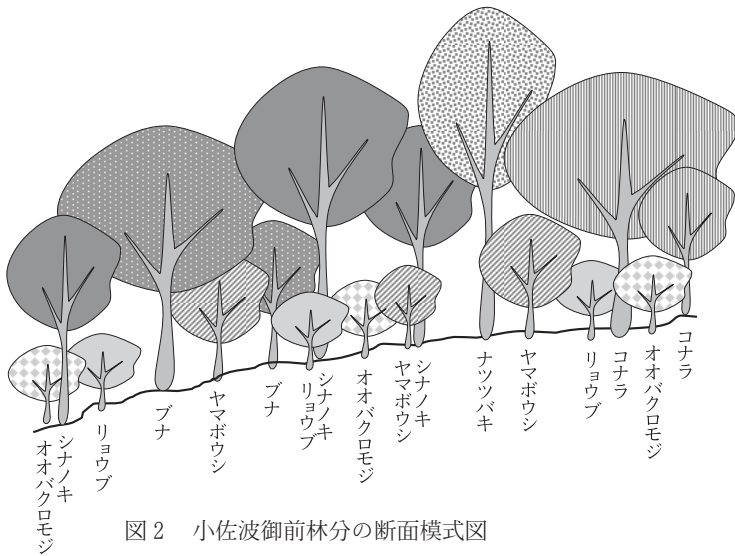 オオバクロモジ
シナノキ
リョウブ
ブナ
ヤマボウシ
ブナ
リョウブ
シナノキ
オオバクロモジ
ヤマボウシ
シナノキ
ナツツバキ
ヤマボウシ
リョウブ
コナラ
オオバクロモジ
コナラ
図2 小佐波御前林分の断面模式図